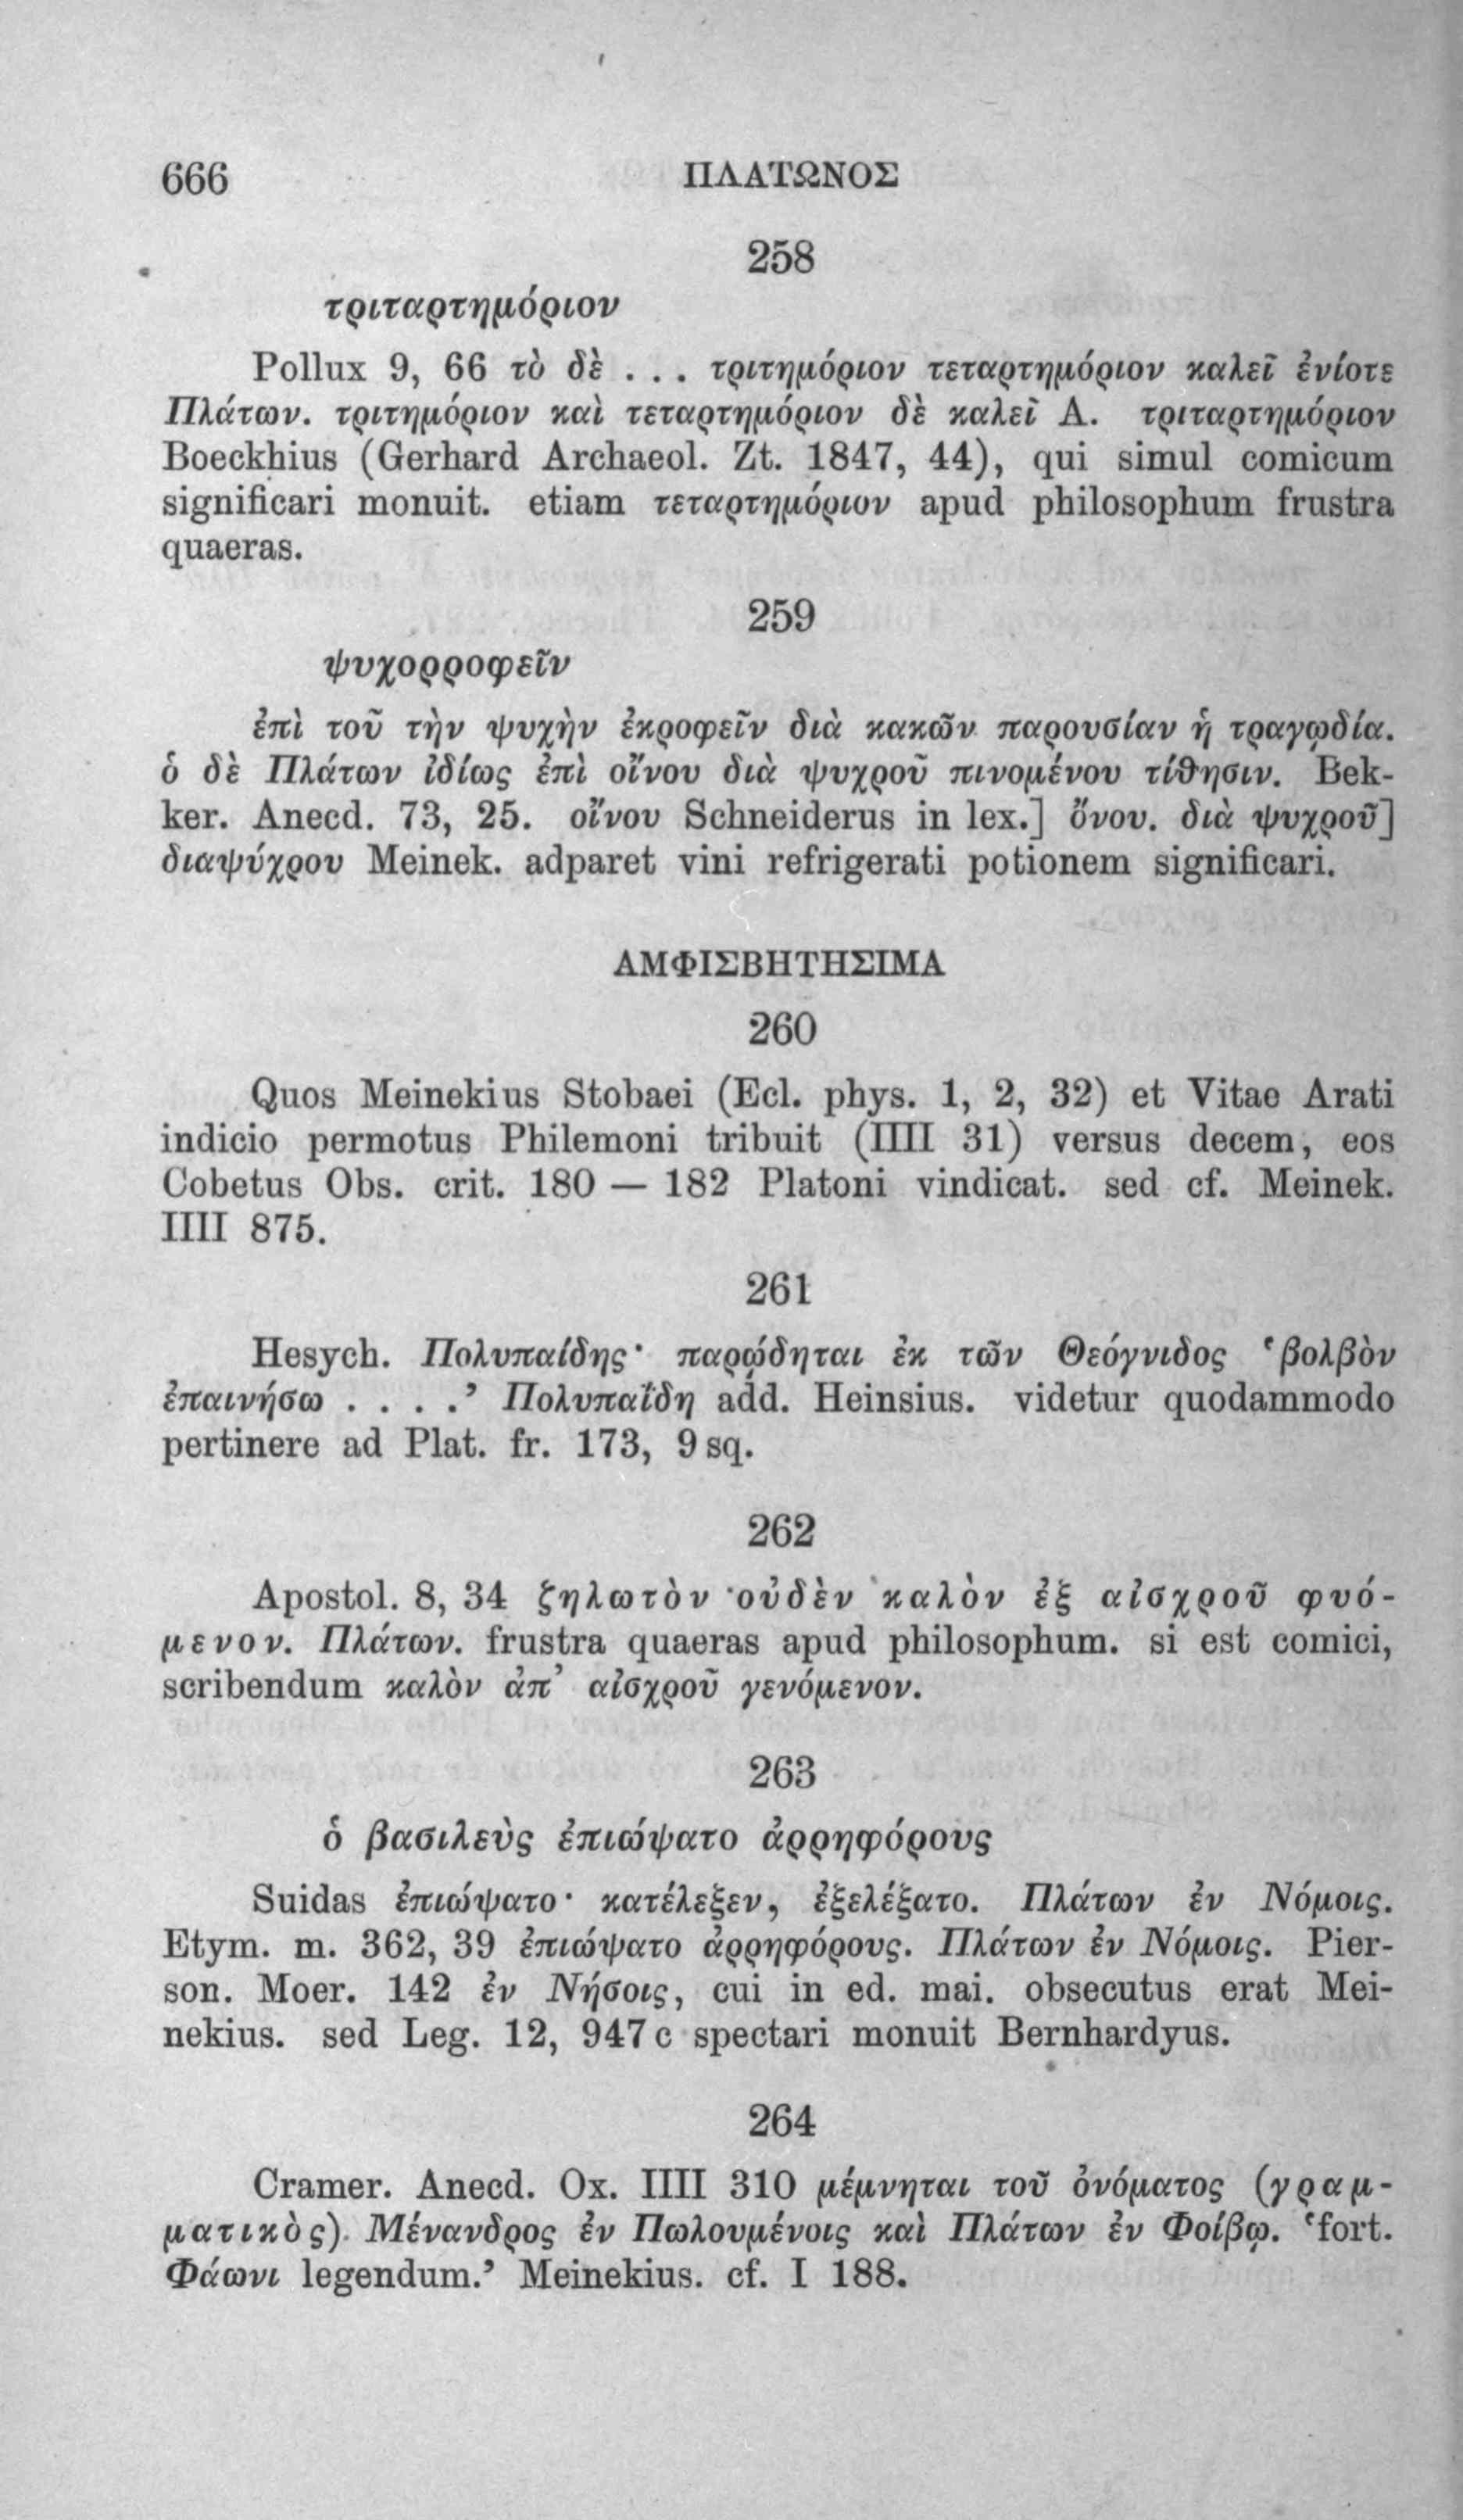 666 ΠΛΑΤΩΝΟΣ
258
τριταρτημόριον
Pollux 9, 66 τὸ δὲ . . . τριτημόριον τεταρτημόριον καλεῖ ἐνίοτε
Πλάτων. τριτημόριον καὶ τεταρτημόριον δὲ καλεῖ A. τριταρτημόριον
Boeckhius (Gerhard Archaeol. Zt. 1847, 44), qui simul comicum
significari monuit. etiam τεταρτημόριον apud philosophum frustra
quaeras.
259
ψυχορροφεῖν
ἐπὶ τοῦ τὴν ψυχὴν ἐκροφεῖν διὰ κακῶν παρουσίαν ἡ τραγῳδία.
ὁ δὲ Πλάτων ἰδίως ἐπὶ οἴνου διὰ ψυχροῦ πινομένου τίθησιν. Bek-
ker. Anecd. 73, 25. οἴνου Schneiderus in lex.] ὄνου. διὰ ψυχροῦ]
διαψύχρου Meinek. adparet vini refrigerati potionem significari.
ΑΜΦΙΣΒΗΤΗΣΙΜΑ
260
Quos Meinekius Stobaei (Ecl. phys. 1, 2, 32) et Vitae Arati
indicio permotus Philemoni tribuit (IIII 31) versus decem, eos
Cobetus Obs. crit. 180 — 182 Platoni vindicat. sed cf. Meinek.
IIII 875.
261
Hesych. Πολυπαίδης· παρῴδηται ἐκ τῶν Θεόγνιδος ‘βολβὸν
ἐπαινήσω . . . .’ Πολυπαΐδη add. Heinsius. videtur quodammodo
pertinere ad Plat. fr. 173, 9 sq.
262
Apostol. 8, 34 ζηλωτὸν οὐδὲν καλὸν ἐξ αἰσχροῦ φυό-
μενον. Πλάτων. frustra quaeras apud philosophum. si est comici,
scribendum καλὸν ἀπ’ αἰσχροῦ γενόμενον.
263
ὁ βασιλεὺς ἐπιώψατο ἀρρηφόρους
Suidas ἐπιώψατο· κατέλεξεν, ἐξελέξατο. Πλάτων ἐν Νόμοις.
Etym. m. 362, 39 ἐπιώψατο ἀρρηφόρους. Πλάτων ἐν Νόμοις. Pier-
son. Moer. 142 ἐν Νήσοις, cui in ed. mai. obsecutus erat Mei-
nekius. sed Leg. 12, 947 c spectari monuit Bernhardyus.
264
Cramer. Anecd. Ox. IIII 310 μέμνηται τοῦ ὀνόματος (γραμ-
ματικὸς). Μένανδρος ἐν Πωλουμένοις καὶ Πλάτων ἐν Φοίβῳ. ‘fort.
Φάωνι legendum.’ Meinekius. cf. I 188.